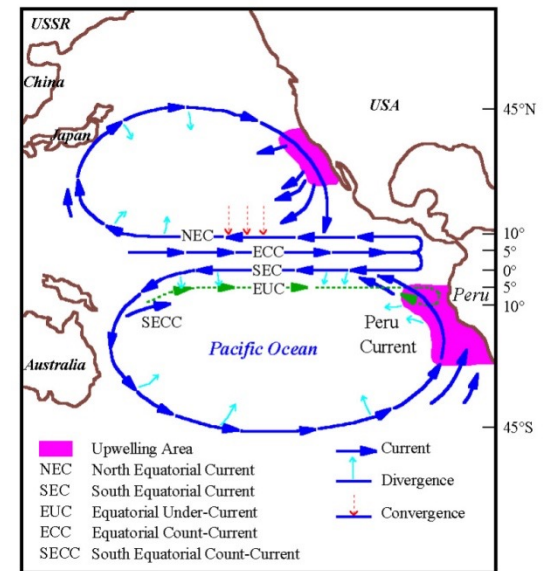 USSR
China
Japan
USA
45°N
NEC
10°
ECC
5°
SEC
0°
EUC
5°
Peru
10°
SECC
Peru
Current
Pacific Ocean
Australia
45°S
Upwelling Area
NEC North Equatorial Current
SEC South Equatorial Current
EUC Equatorial Under-Current
ECC Equatorial Count-Current
SECC South Equatorial Count-Current
Current
Divergence
Convergence